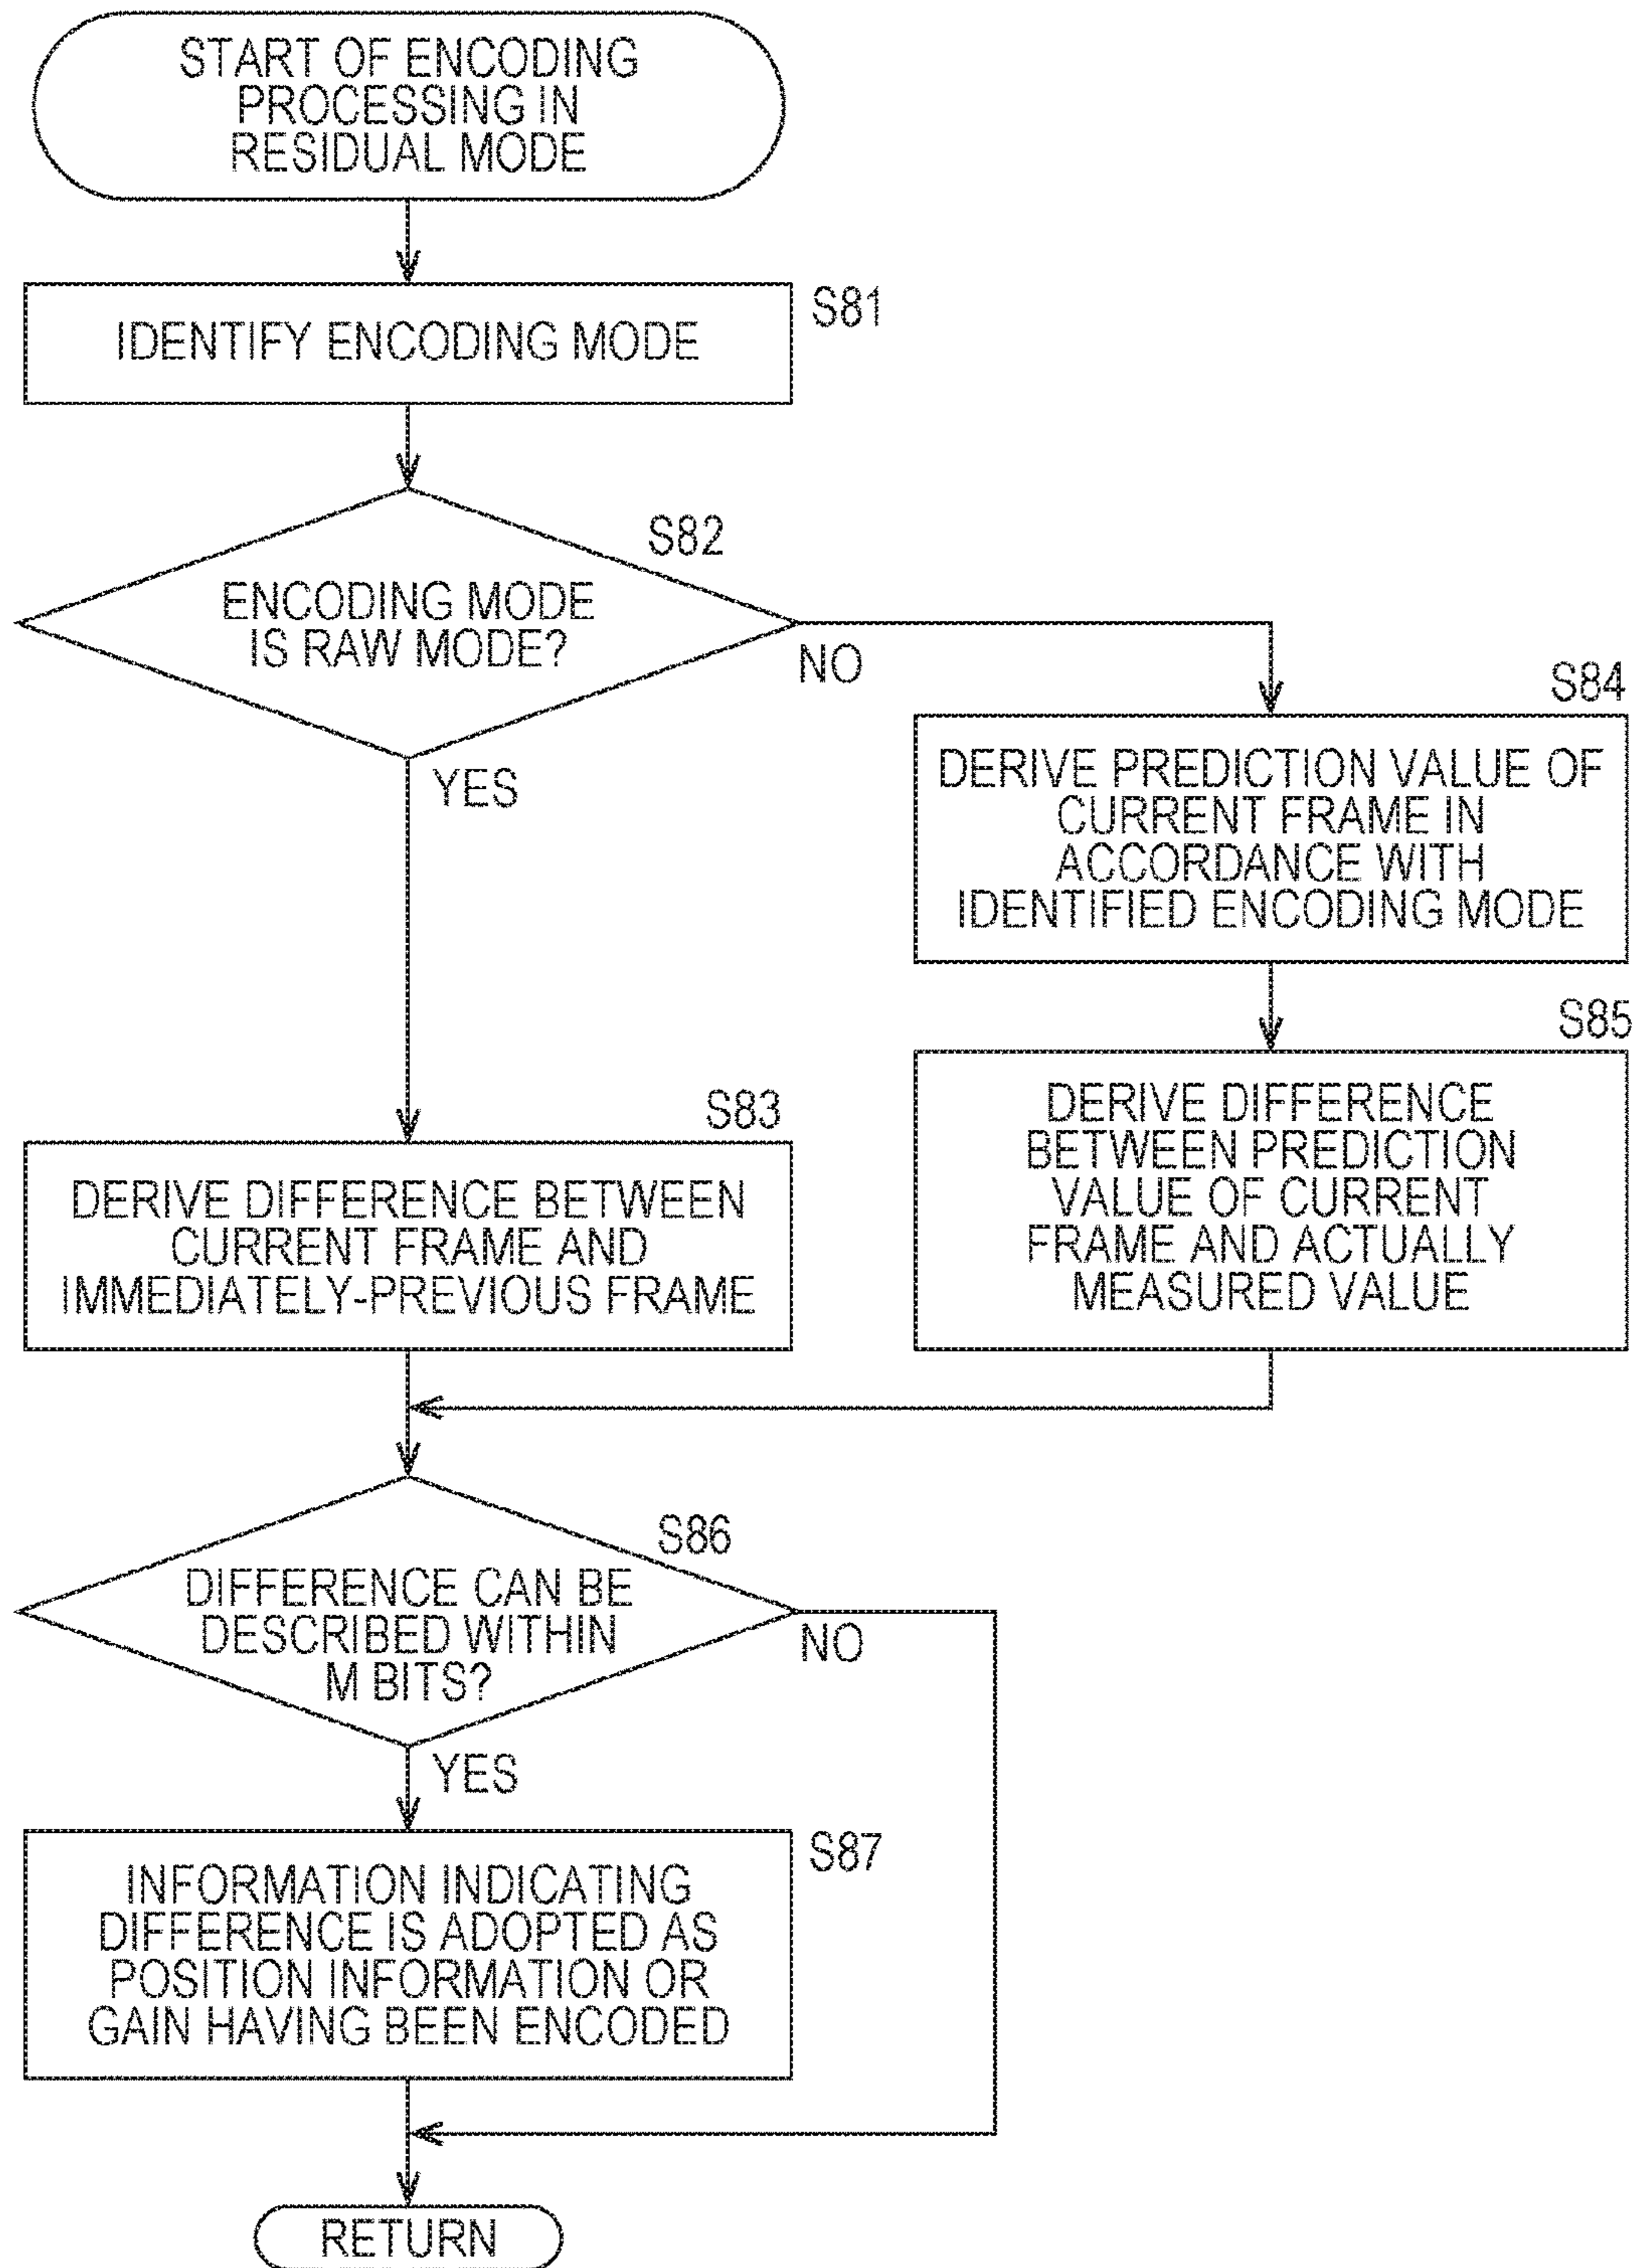 START OF ENCODING
PROCESSING IN
RESIDUAL MODE
S81
IDENTIFY ENCODING MODE
S82
ENCODING MODE
IS RAW MODE?
NO
YES
S84
DERIVE PREDICTION VALUE OF
CURRENT FRAME IN
ACCORDANCE WITH
IDENTIFIED ENCODING MODE
S85
DERIVE DIFFERENCE
BETWEEN PREDICTION
VALUE OF CURRENT
FRAME AND ACTUALLY
MEASURED VALUE
S83
DERIVE DIFFERENCE BETWEEN
CURRENT FRAME AND
IMMEDIATELY-PREVIOUS FRAME
S86
DIFFERENCE CAN BE
DESCRIBED WITHIN
M BITS?
NO
YES
S87
INFORMATION INDICATING
DIFFERENCE IS ADOPTED AS
POSITION INFORMATION OR
GAIN HAVING BEEN ENCODED
RETURN